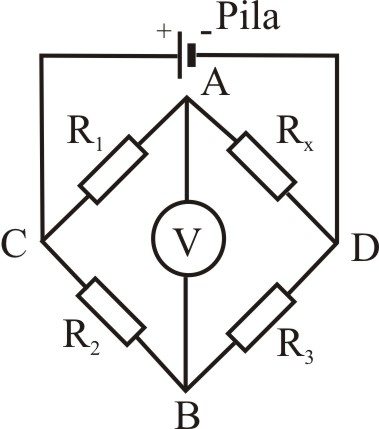 + - Pila
A
R1 Rx
C V D
R2 R3
B